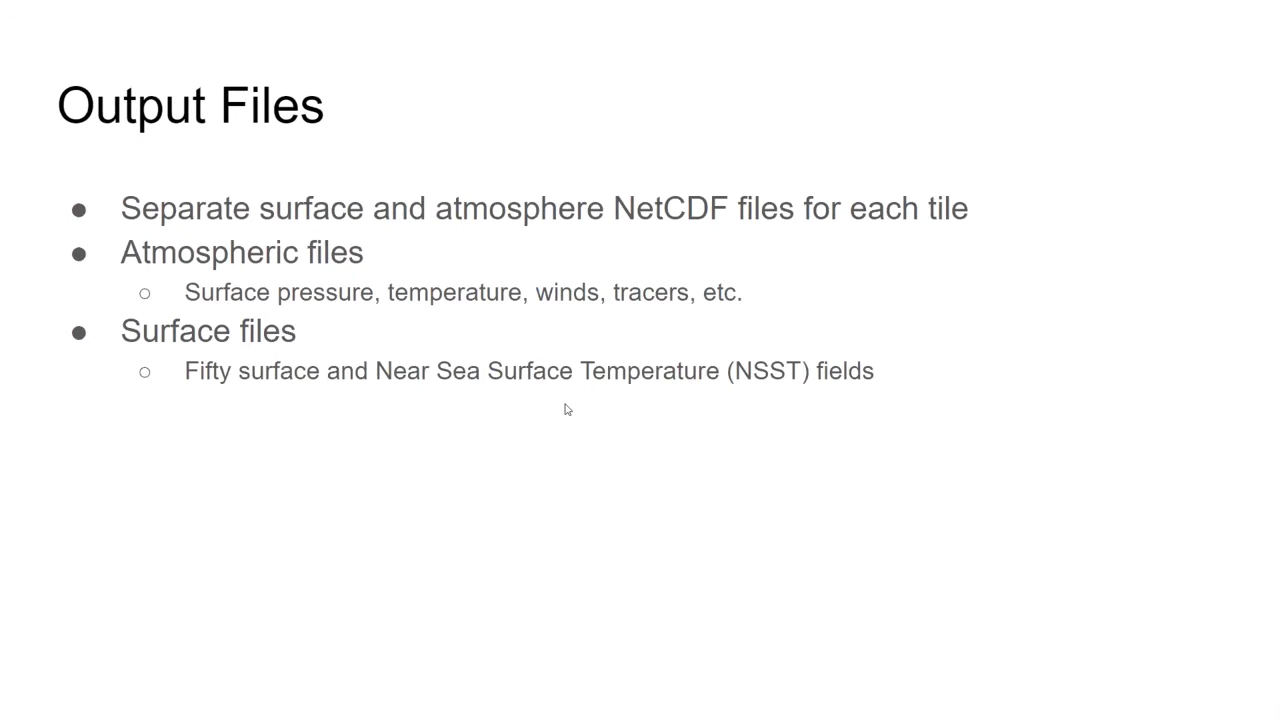 Output Files
● Separate surface and atmosphere NetCDF files for each tile
● Atmospheric files
○ Surface pressure, temperature, winds, tracers, etc.
● Surface files
○ Fifty surface and Near Sea Surface Temperature (NSST) fields